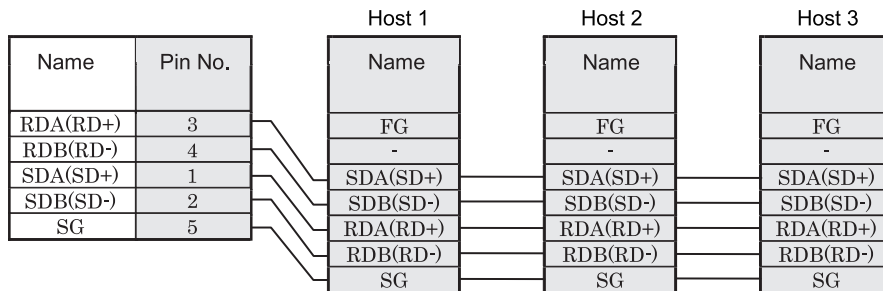 Host 1 Host 2 Host 3
Name Pin No. Name Name Name
RDA(RD+) 3 FG FG FG
RDB(RD-) 4 - - -
SDA(SD+) 1 SDA(SD+) SDA(SD+) SDA(SD+)
SDB(SD-) 2 SDB(SD-) SDB(SD-) SDB(SD-)
SG 5 RDA(RD+) RDA(RD+) RDA(RD+)
RDB(RD-) RDB(RD-) RDB(RD-)
SG SG SG